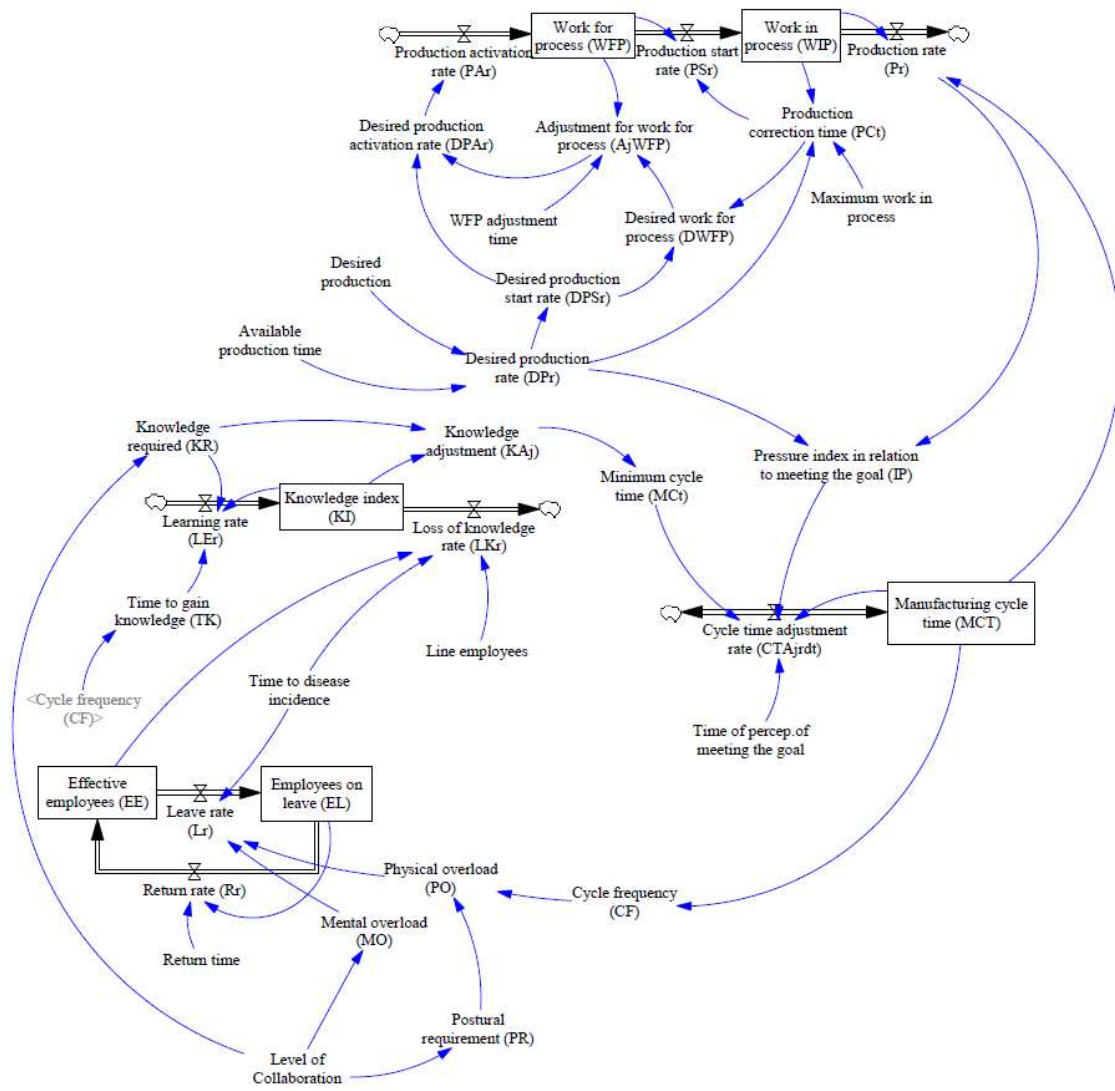 Work for
process (WFP)
Work in
process (WIP)
Production activation
rate (PAr)
Production start
rate (PSr)
Production rate
(Pr)
Desired production
activation rate (DPAr)
Adjustment for work for
process (AjWFP)
Production
correction time (PCt)
WFP adjustment
time
Desired work for
process (DWFP)
Maximum work in
process
Desired
production
Desired production
start rate (DPSr)
Available
production time
Desired production
rate (DPr)
Knowledge
required (KR)
Knowledge
adjustment (KAj)
Pressure index in relation
to meeting the goal (IP)
Minimum cycle
time (MCt)
Knowledge index
(KI)
Learning rate
(LEr)
Loss of knowledge
rate (LKr)
Time to gain
knowledge (TK)
Manufacturing cycle
time (MCT)
Cycle time adjustment
rate (CTAjrdt)
Line employees
<Cycle frequency
(CF)>
Time to disease
incidence
Time of percep.of
meeting the goal
Effective
employees (EE)
Employees on
leave (EL)
Leave rate
(Lr)
Physical overload
(PO)
Return rate (Rr)
Cycle frequency
(CF)
Mental overload
(MO)
Return time
Postural
requirement (PR)
Level of
Collaboration